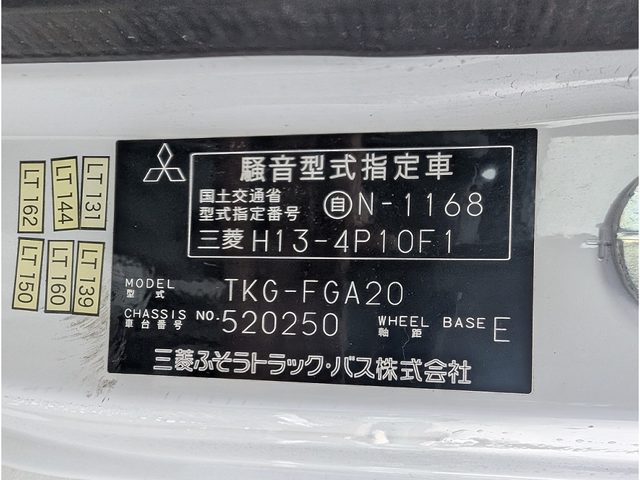 LT 162
LT 144
LT 131
LT 150
LT 160
LT 139
騒音型式指定車
国土交通省
型式指定番号 自N-1168
三菱 H13-4P10F1
MODEL TKG-FGA20
型式
CHASSIS NO. 520250 WHEEL BASE E
車台番号 軸距
三菱ふそうトラック・バス株式会社